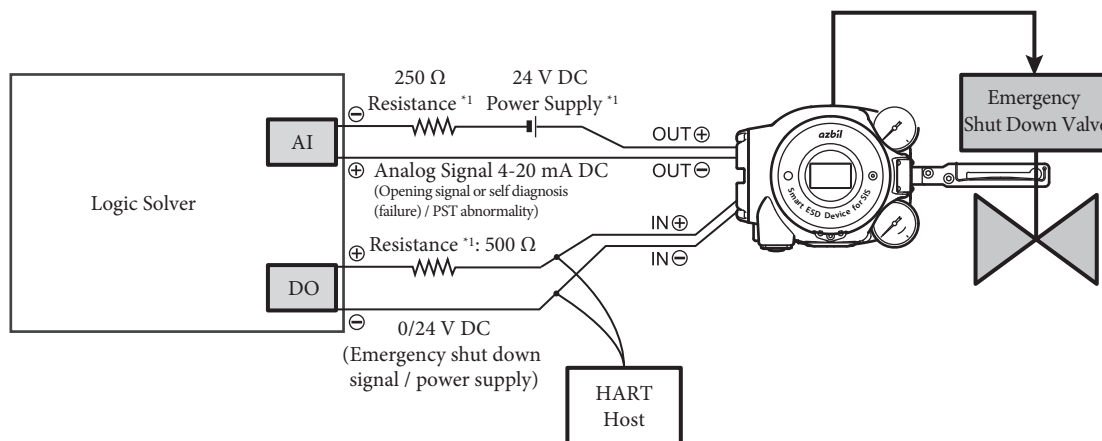 250 Ω
Resistance *1
24 V DC
Power Supply *1
Emergency
Shut Down Valve
⊖
AI
OUT⊕
azbil
OUT⊖
⊕
Analog Signal 4-20 mA DC
(Opening signal or self diagnosis
(failure) / PST abnormality)
Logic Solver
Smart ESD Device for SIS
IN⊕
⊕
Resistance *1: 500 Ω
IN⊖
DO
⊖
0/24 V DC
(Emergency shut down
signal / power supply)
HART
Host